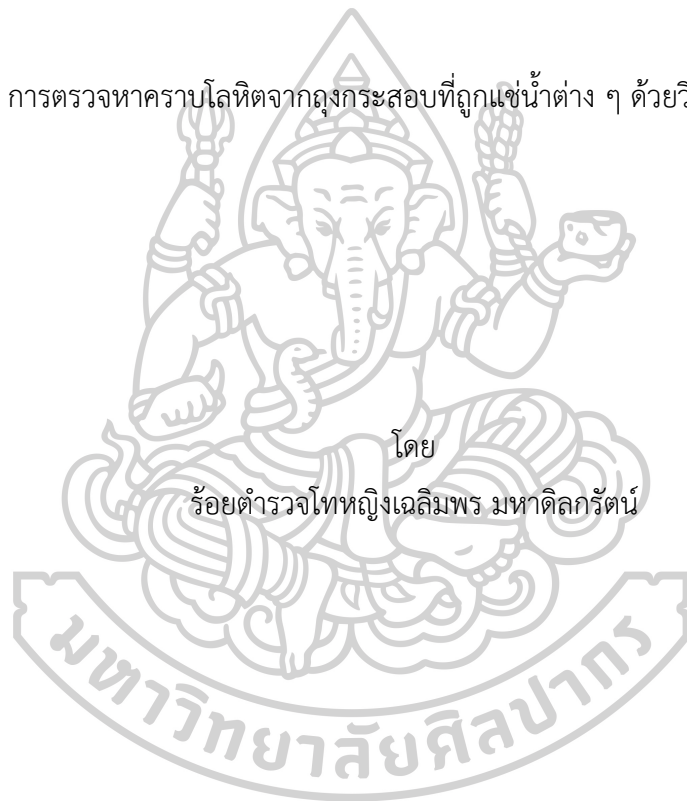 การตรวจหาคราบโลหิตจากถุงกระสอบที่ถูกแช่น้ำต่าง ๆ ด้วย
โดย
ร้อยตำรวจโทหญิงเฉลิมพร มหาดิลกรัตน์
มหาวิทยาลัยศิลปากร